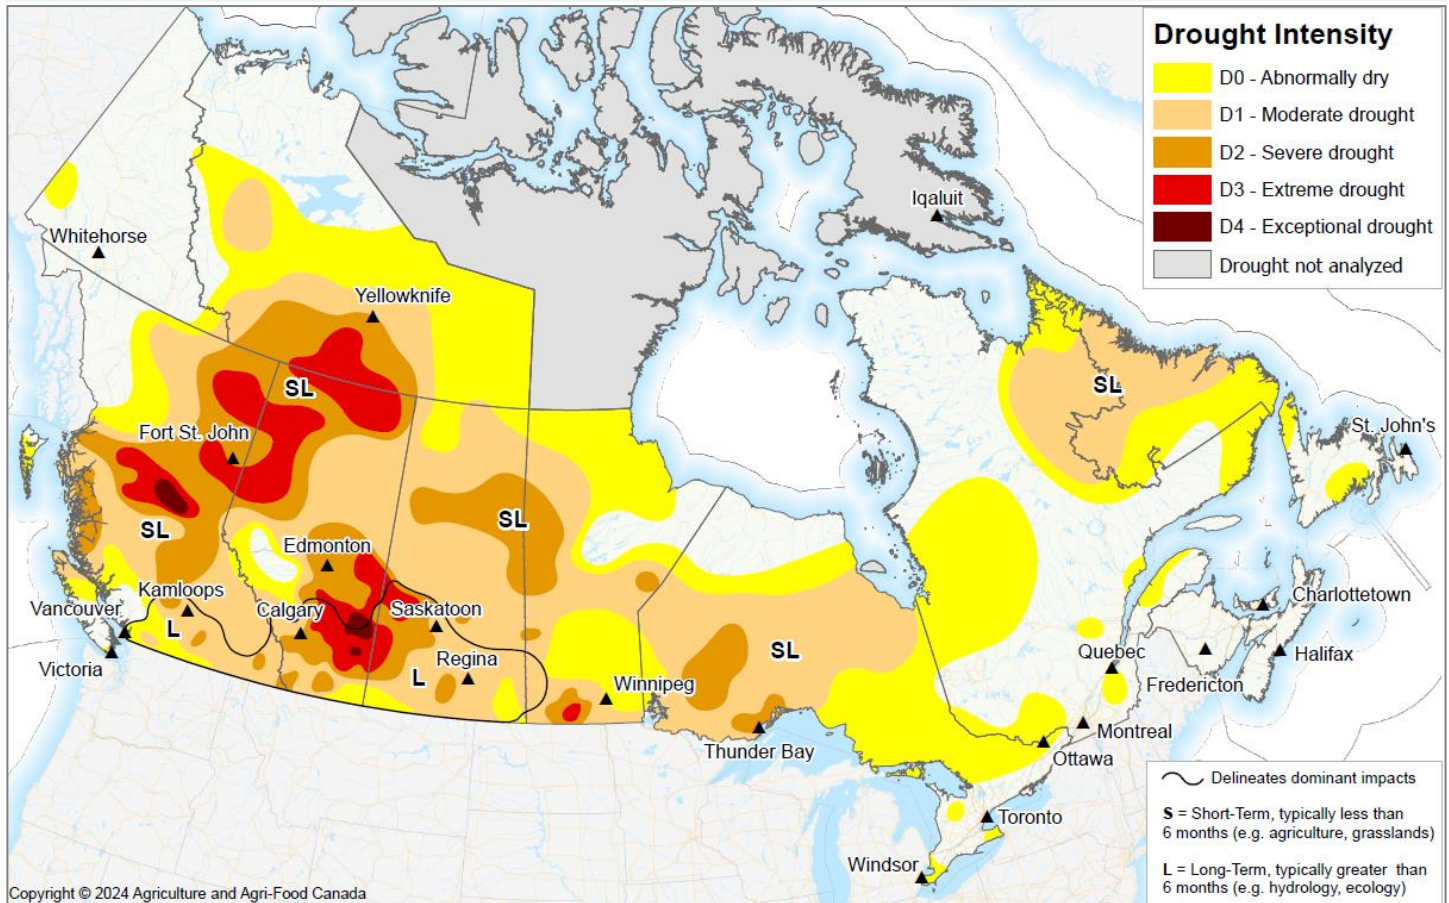 Drought Intensity
D0 - Abnormally dry
D1 - Moderate drought
D2 - Severe drought
D3 - Extreme drought
D4 - Exceptional drought
Drought not analyzed
Iqaluit
Whitehorse
Yellowknife
SL
SL
Fort St. John
St. John's
SL
SL
Edmonton
Kamloops
Charlottetown
Vancouver
Calgary
Saskatoon
L
Victoria
Regina
L
SL
Quebec
Halifax
Fredericton
Winnipeg
Montreal
Thunder Bay
Ottawa
Toronto
Windsor
Delineates dominant impacts
S = Short-Term, typically less than
6 months (e.g. agriculture, grasslands)
L = Long-Term, typically greater than
6 months (e.g. hydrology, ecology)
Copyright © 2024 Agriculture and Agri-Food Canada